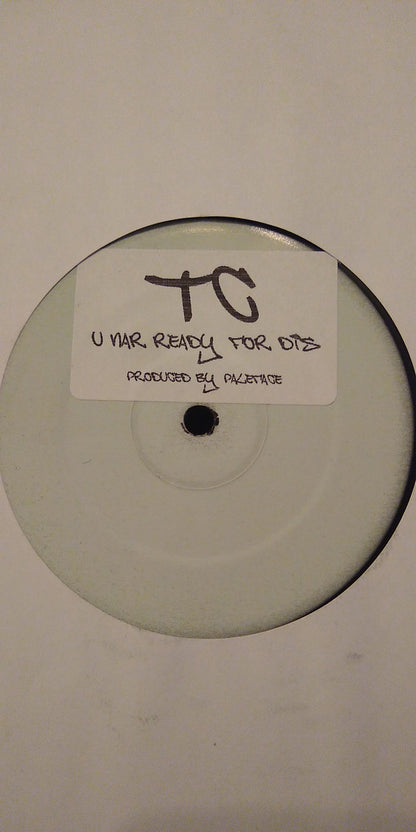 TC
U NAR READY FOR DIS
PRODUCED BY PALEFACE